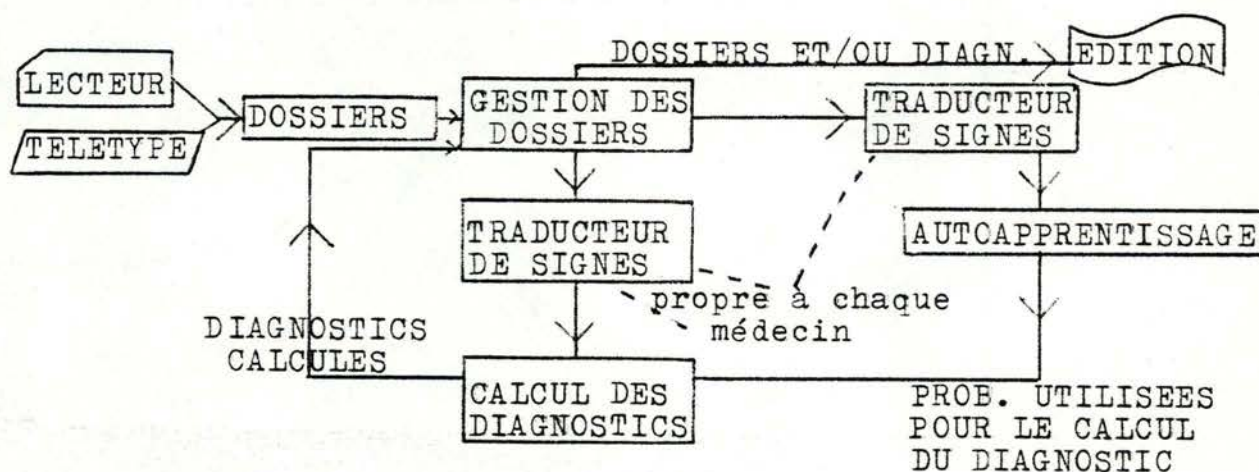 DOSSIERS ET/OU DIAGN.
EDITION
LECTEUR
TELETYPE
DOSSIERS
GESTION DES
DOSSIERS
TRADUCTEUR
DE SIGNES
TRADUCTEUR
DE SIGNES
AUTOAPPRENTISSAGE
propre à chaque
médecin
DIAGNOSTICS
CALCULES
CALCUL DES
DIAGNOSTICS
PROB. UTILISEES
POUR LE CALCUL
DU DIAGNOSTIC